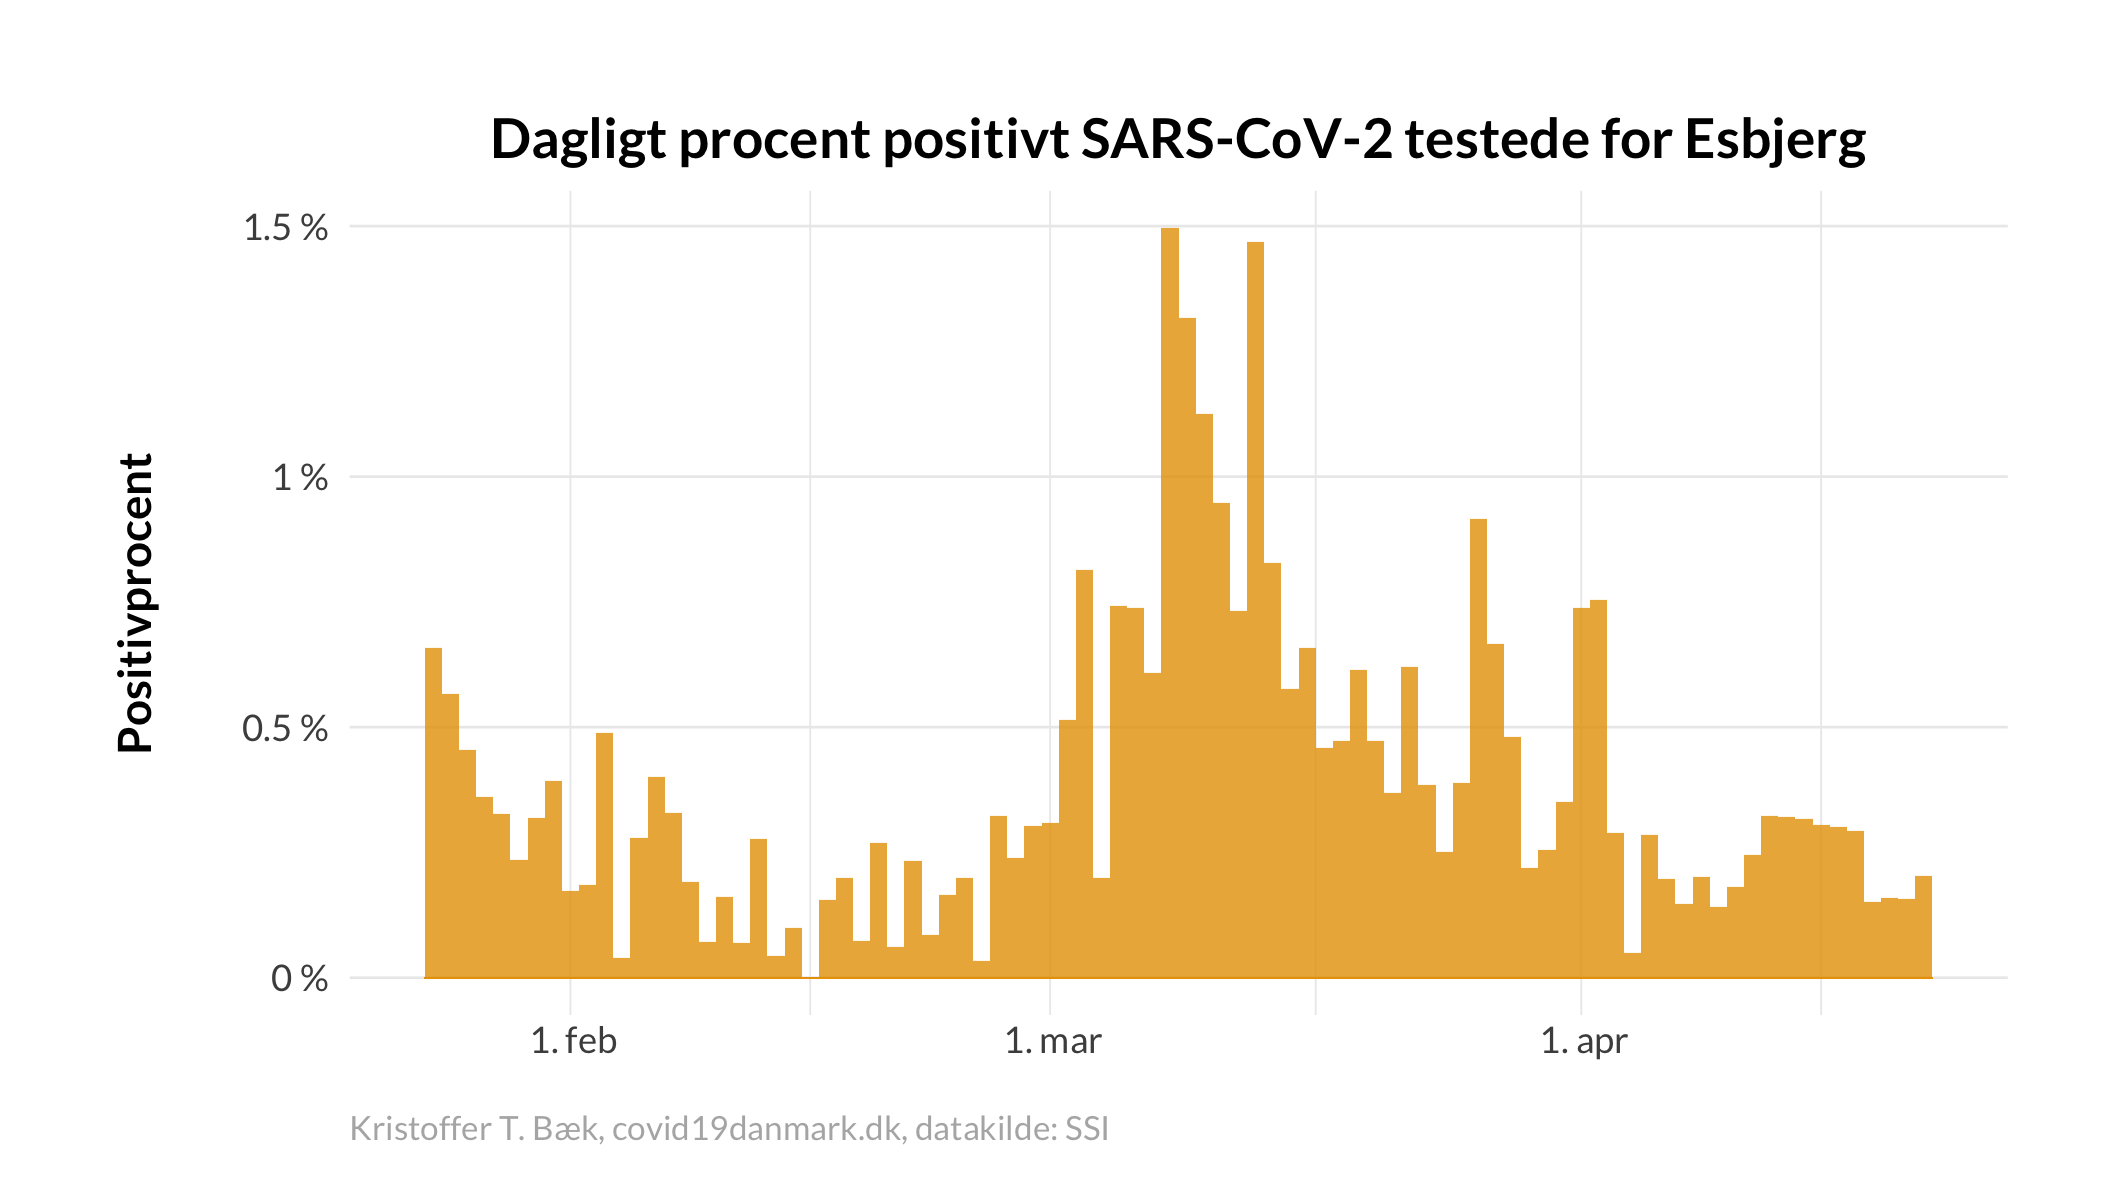 Dagligt procent positivt SARS-CoV-2 testede for Esbjerg
Positivprocent
1.5 %
1 %
0.5 %
0 %
1. feb
1. mar
1. apr
Kristoffer T. Bæk, covid19danmark.dk, datakilde: SSI